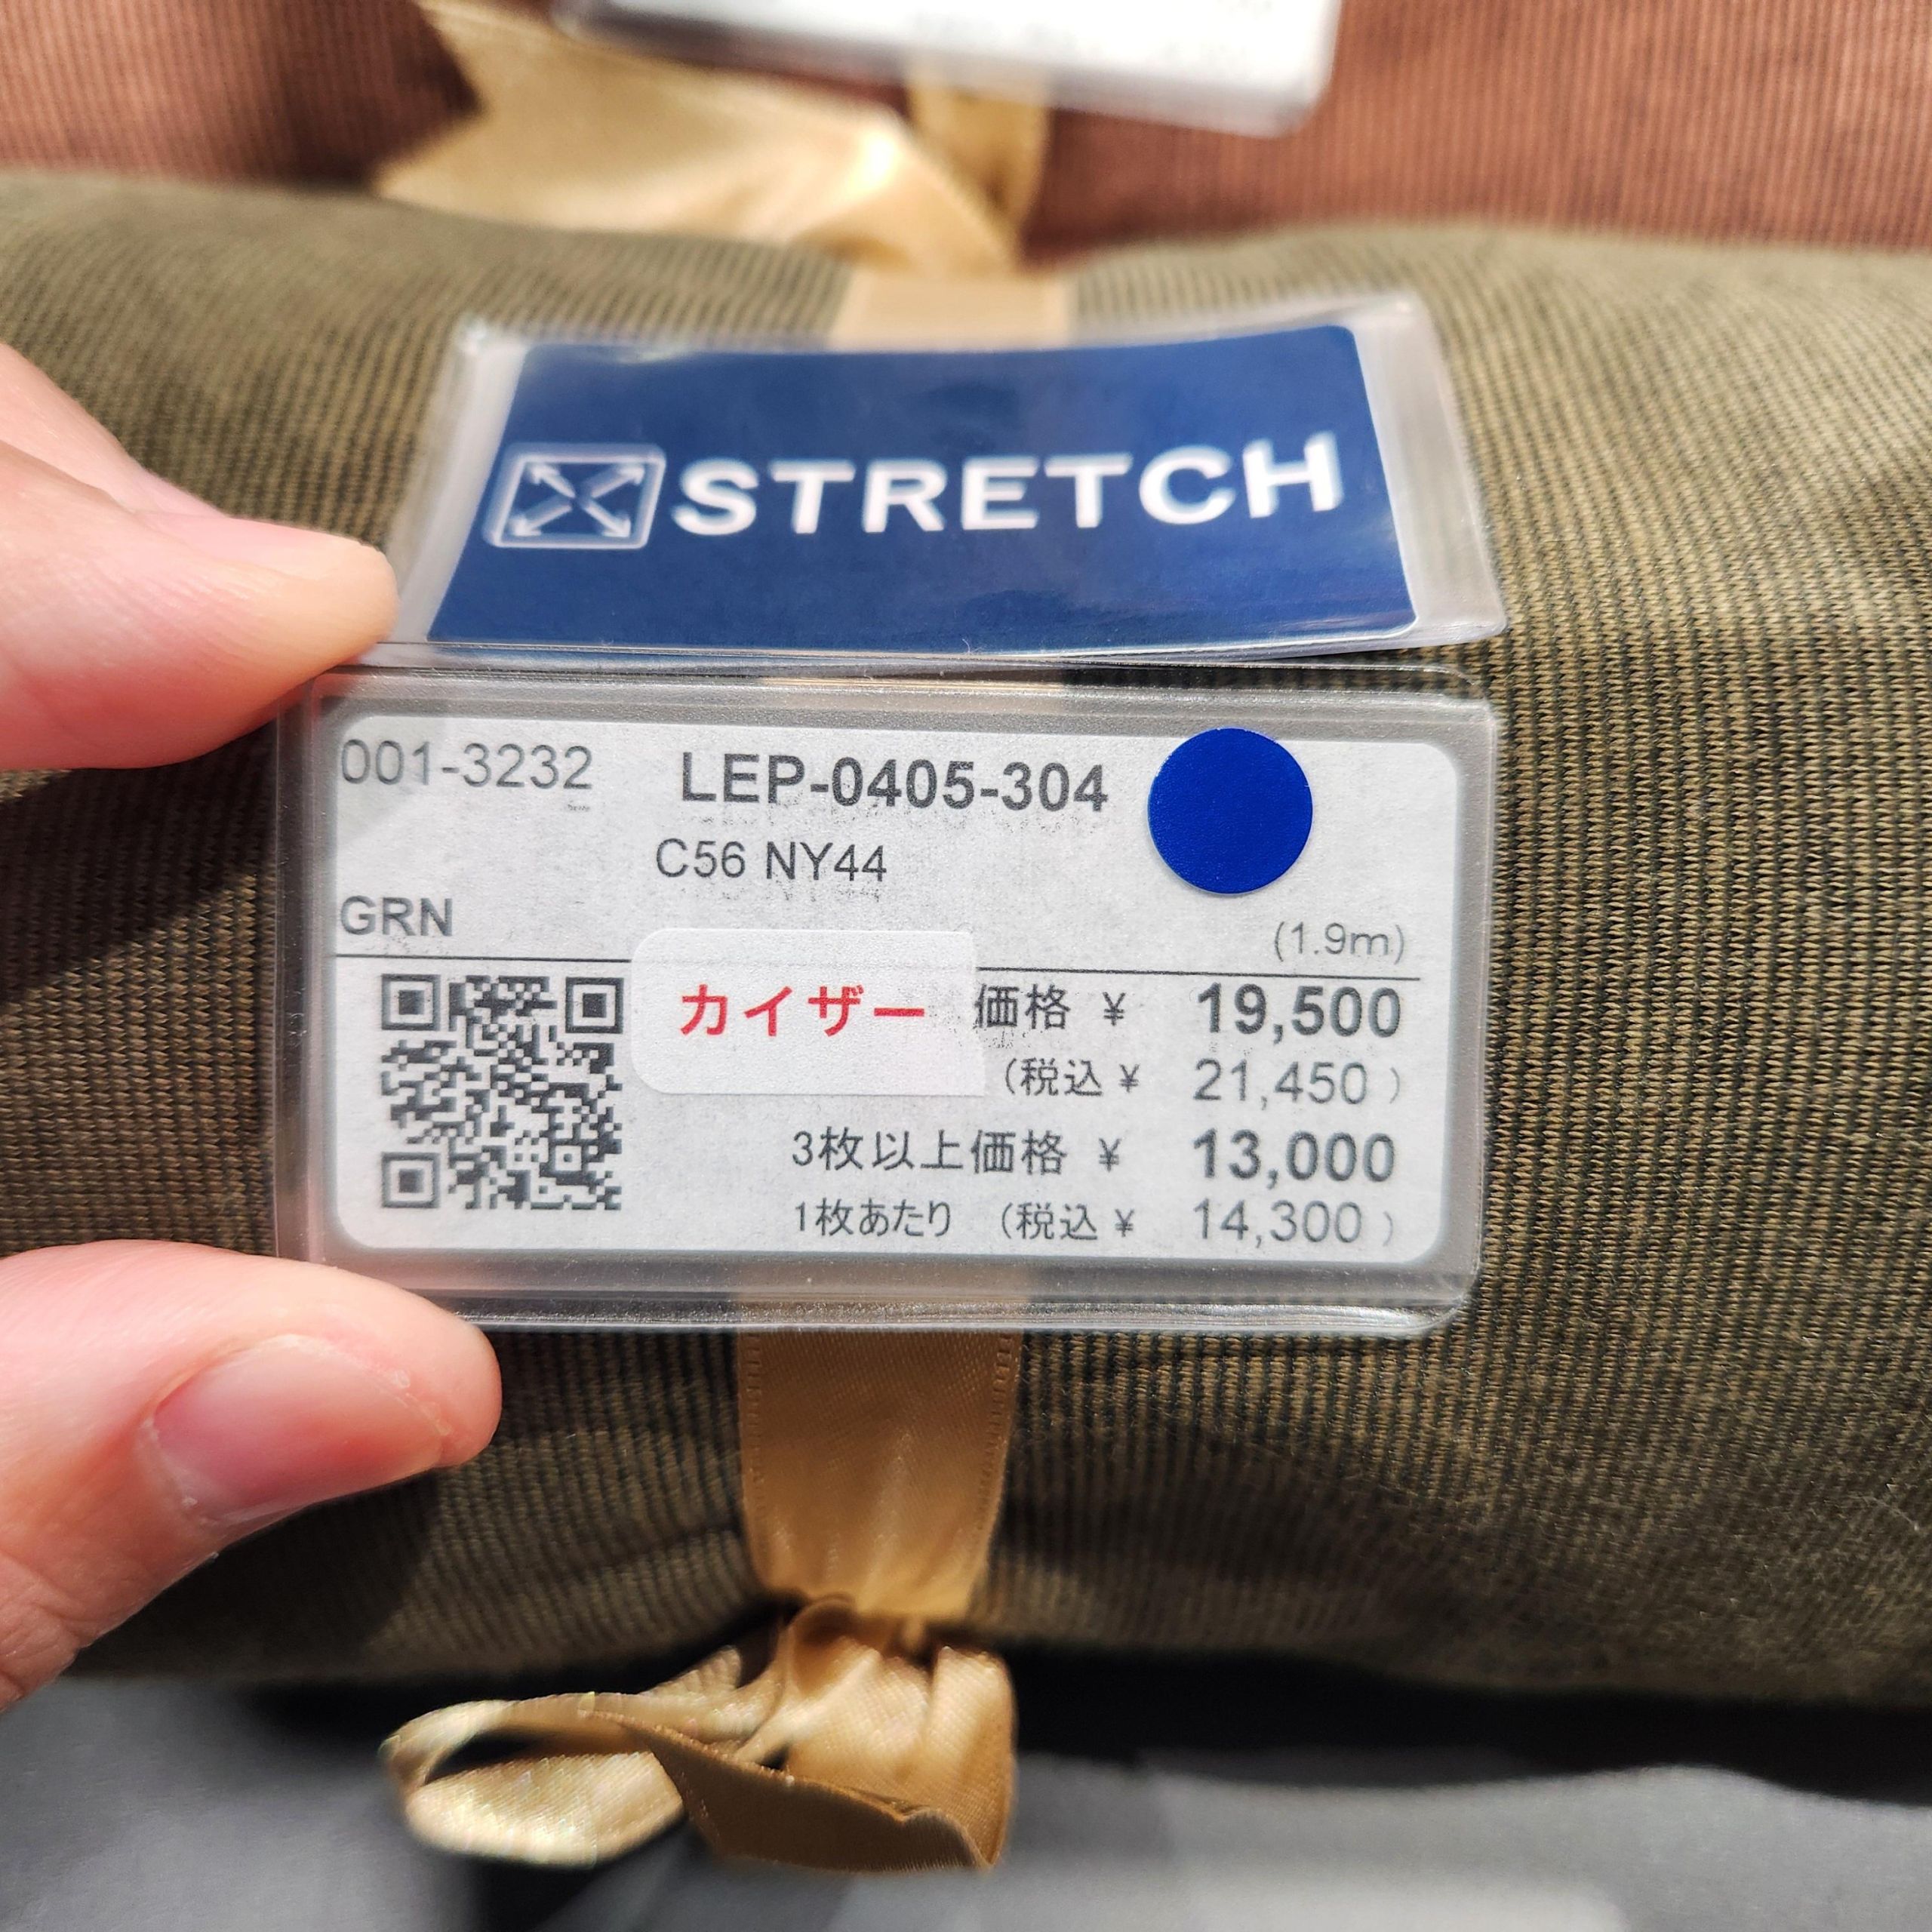 STRETCH
001-3232 LEP-0405-304
C56 NY44
GRN (1.9m)
カイザー 価格 ¥ 19,500
(税込 ¥ 21,450 )
3枚以上価格 ¥ 13,000
1枚あたり (税込 ¥ 14,300 )